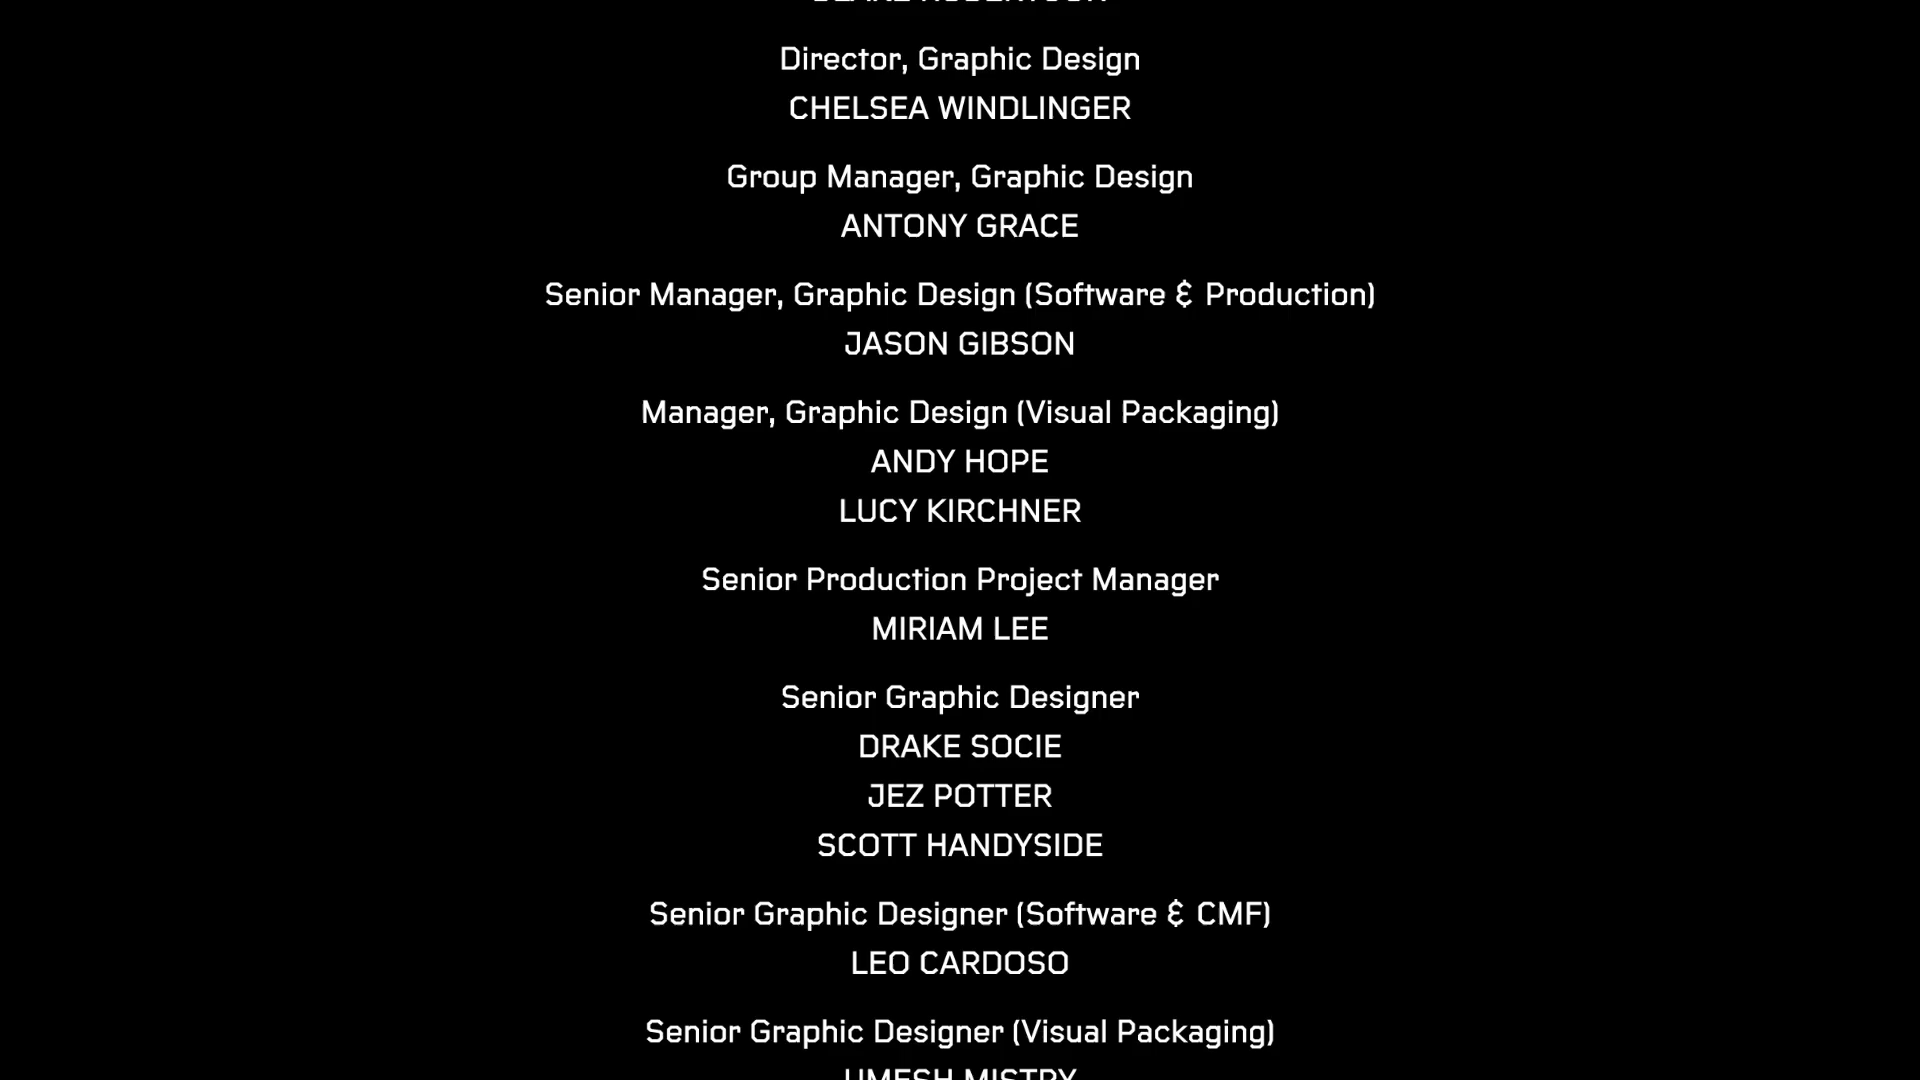 Director, Graphic Design
CHELSEA WINDLINGER
Group Manager, Graphic Design
ANTONY GRACE
Senior Manager, Graphic Design (Software & Production)
JASON GIBSON
Manager, Graphic Design (Visual Packaging)
ANDY HOPE
LUCY KIRCHNER
Senior Production Project Manager
MIRIAM LEE
Senior Graphic Designer
DRAKE SOCIE
JEZ POTTER
SCOTT HANDYSIDE
Senior Graphic Designer (Software & CMF)
LEO CARDOSO
Senior Graphic Designer (Visual Packaging)
UMESH MISTRY